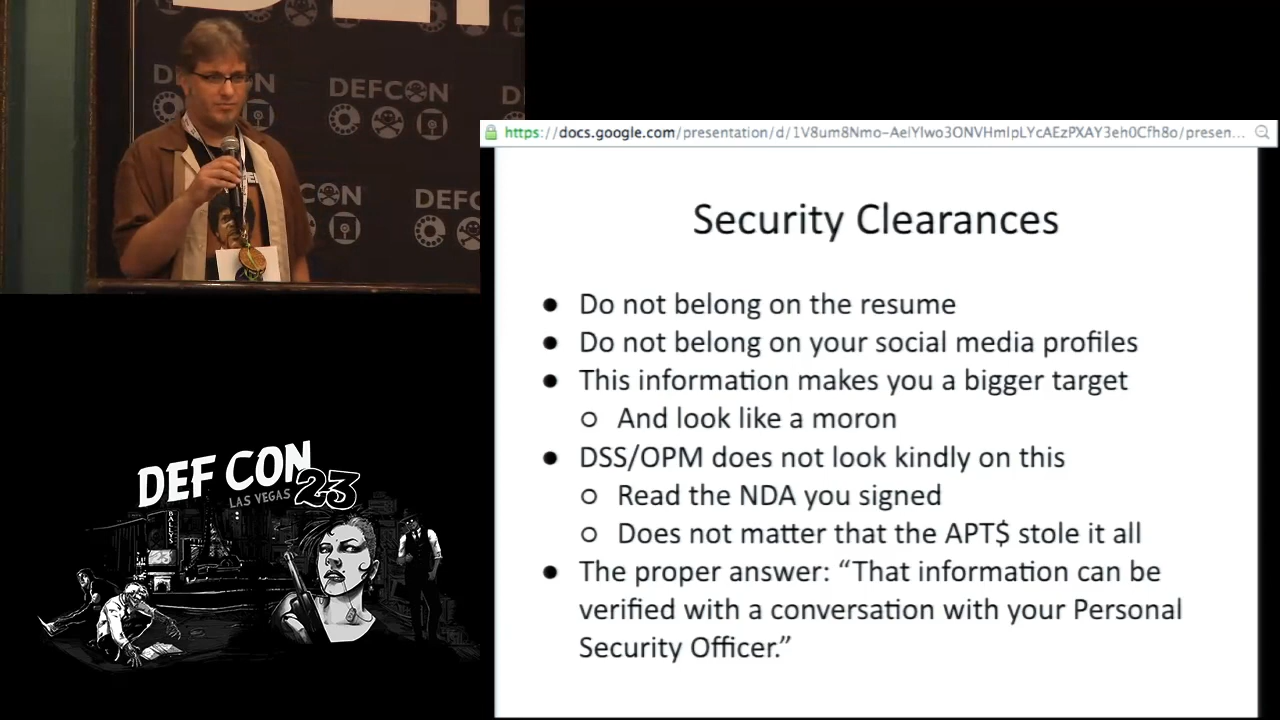 DEFCON
DEFCON
DEFC
https://docs.google.com/presentation/d/1V8um8Nmo-AelYlwo3ONVHmIpLYcAEzPXAY3eh0Cfh8o/presen...
Security Clearances
● Do not belong on the resume
● Do not belong on your social media profiles
● This information makes you a bigger target
○ And look like a moron
● DSS/OPM does not look kindly on this
○ Read the NDA you signed
○ Does not matter that the APT$ stole it all
● The proper answer: “That information can be
verified with a conversation with your Personal
Security Officer.”
DEF CON
23
LAS VEGAS
BALLYS